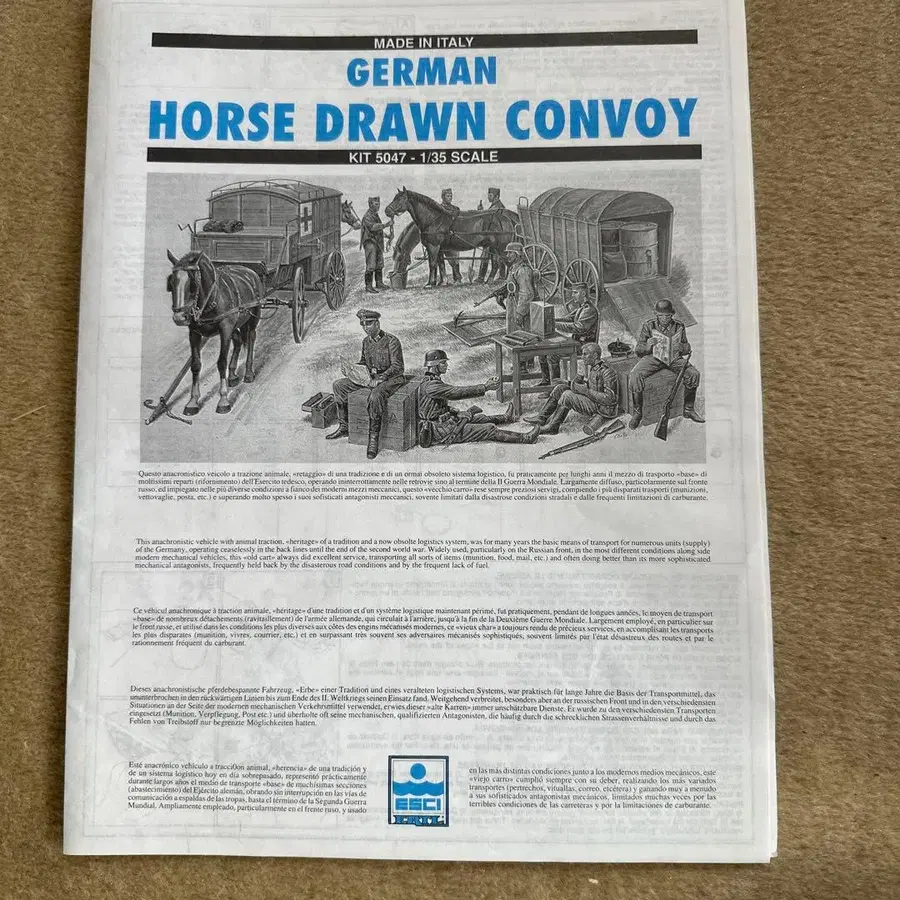 MADE IN ITALY
GERMAN
HORSE DRAWN CONVOY
KIT 5047 - 1/35 SCALE
Questo anacronistico veicolo a trazione animale, «retaggio» di una tradizione e di un ormai obsoleto sistema logistico, fu praticamente per lunghi anni il mezzo di trasporto «base» di
moltissimi reparti (rifornimento) dell'Esercito tedesco, operando ininterrottamente nelle retrovie sino al termine della II Guerra Mondiale. Largamente diffuso, particolarmente sul fronte
russo, ed impiegato nelle più diverse condizioni a fianco dei moderni mezzi meccanici, questo «vecchio carro» rese sempre preziosi servigi, compiendo i più disparati trasporti (munizioni,
vettovaglie, posta, etc.) e superando molto spesso i suoi sofisticati antagonisti meccanici, sovente limitati dalla disastrose condizioni stradali e dalle frequenti limitazioni di carburante.
This anachronistic vehicle with animal traction, «heritage» of a tradition and a now obsolte logistics system, was for many years the basic means of transport for numerous units (supply)
of the Germany, operating ceaselessly in the back lines until the end of the second world war. Widely used, particularly on the Russian front, in the most different conditions along side
modern mechanical vehicles, this «old cart» always did excellent service, transporting all sorts of items (munition, food, mail, etc.) and often doing better than its more sophisticated
mechanical antagonists, frequently held back by the disasterous road conditions and by the frequent lack of fuel.
Ce véhicul anachronique à traction animale, «héritage» d'une tradition et d'un système logistique maintenant périmé, fut pratiquement, pendant de longues années, le moyen de transport
«base» de nombreux détachements (ravitaillement) de l'armée allemande, qui circulait à l'arrière, jusqu'à la fin de la Deuxième Guerre Mondiale. Largement employé, en particulier sur
le front russe, et utilisé dans les conditions les plus diverses aux côtes des engins mécanisés modernes, ce «vieux char» a toujours rendu de précieux services, en accomplissant les transports
les plus disparates (munition, vivres, courrier, etc.) et en surpassant très souvent ses adversaires mécanisés sophistiqués, souvent limités par l'état désastreux des routes et par le
rationnement fréquent du carburant.
Dieses anachronistische pferdebespannte Fahrzeug, «Erbe» einer Tradition und eines veralteten logistischen Systems, war praktisch für lange Jahre die Basis der Transportmittel, das
ununterbrochen in den rückwärtigen Linien bis zum Ende des II. Weltkriegs seinen Einsatz fand. Weitgehend verbreitet, besonders aber an der russischen Front und in den verschiedensten
Situationen an der Seite der modernen mechanischen Verkehrsmittel verwendet, erwies dieser «alte Karren» immer unschätzbare Dienste. Er wurde zu den verschiedensten Transporten
eingesetzt (Munition, Verpflegung, Post etc.) und überholte oft seine mechanischen, qualifizierten Antagonisten, die häufig durch die schrecklichen Strassenverhältnisse und durch das
Fehlen von Treibstoff nur begrenzte Möglichkeiten hatten.
Esté anacrónico vehículo a tracción animal, «herencia» de una tradición y
de un sistema logístico hoy en día sobrepasado, representó prácticamente
durante largos años el medio de transporte «base» de muchísimas secciones
(abastecimiento) del Ejército alemán, obrando sin interrupción en las vías de
comunicación a espaldas de las tropas, hasta el término de la Segunda Guerra
Mundial. Ampliamente empleado, particularmente en el frente ruso, y usado
ESCI
ERTL
en las más distintas condiciones junto a los modernos medios mecánicos, este
«viejo carro» cumplió siempre con su deber, realizando los más variados
transportes (pertrechos, vituallas, correo, etcétera) y ganando muy a menudo
à sus sofisticados antagonistas mecánicos, limitados muchas veces por las
terribles condiciones de las carreteras y por la limitaciones de carburante.